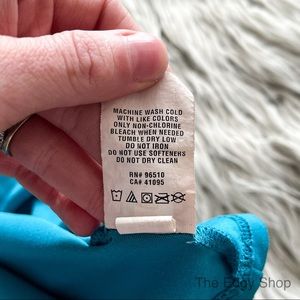 MACHINE WASH COLD
WITH LIKE COLORS
ONLY NON-CHLORINE
BLEACH WHEN NEEDED
TUMBLE DRY LOW
DO NOT IRON
DO NOT USE SOFTENERS
DO NOT DRY CLEAN
RN# 96510
CA# 41095
The Edgy Shop